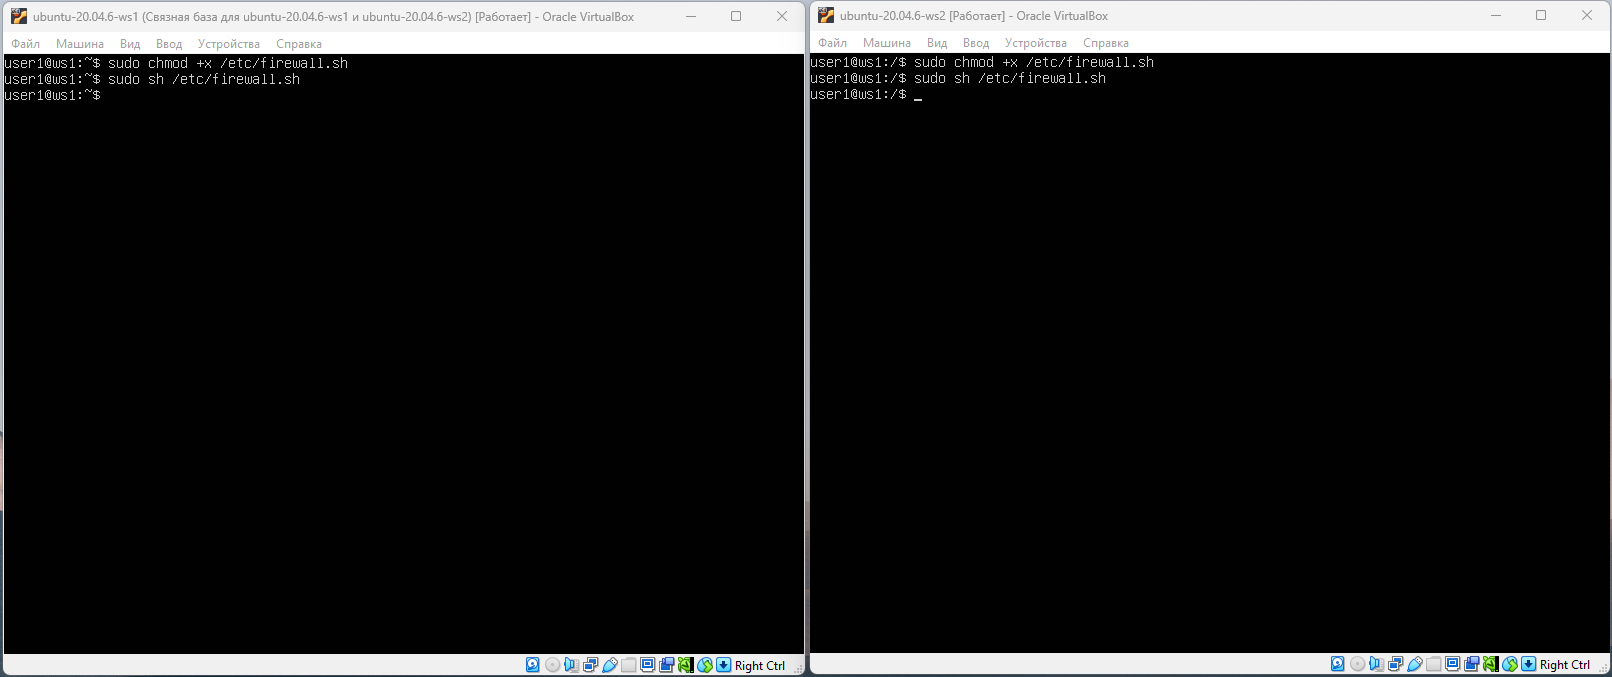 ubuntu-20.04.6-ws1 (Связная база для ubuntu-20.04.6-ws1 и ubuntu-20.04.6-ws2) [Работает] - Oracle VirtualBox
Файл Машина Вид Ввод Устройства Справка
user1@ws1:~$ sudo chmod +x /etc/firewall.sh
user1@ws1:~$ sudo sh /etc/firewall.sh
user1@ws1:~$
Right Ctrl
ubuntu-20.04.6-ws2 [Работает] - Oracle VirtualBox
Файл Машина Вид Ввод Устройства Справка
user1@ws1:/$ sudo chmod +x /etc/firewall.sh
user1@ws1:/$ sudo sh /etc/firewall.sh
user1@ws1:/$ _
Right Ctrl